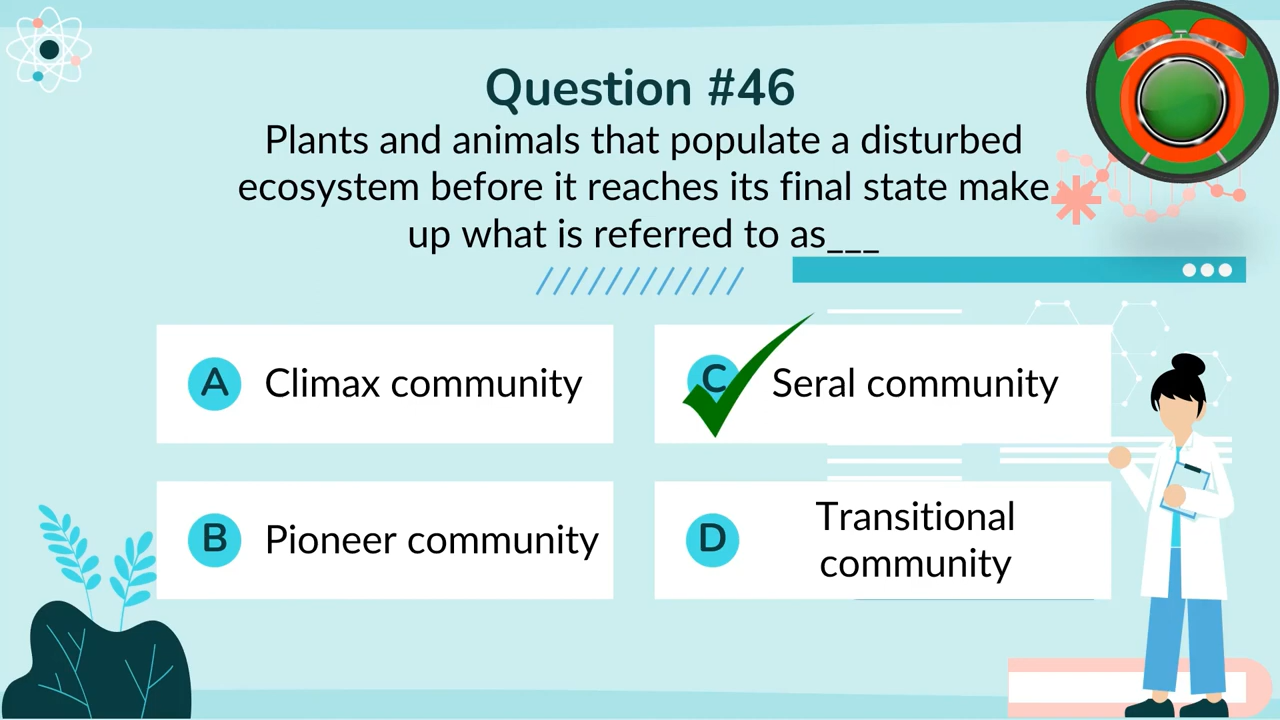 Question #46
Plants and animals that populate a disturbed
ecosystem before it reaches its final state make
up what is referred to as___
A Climax community
C Seral community
B Pioneer community
D Transitional
community